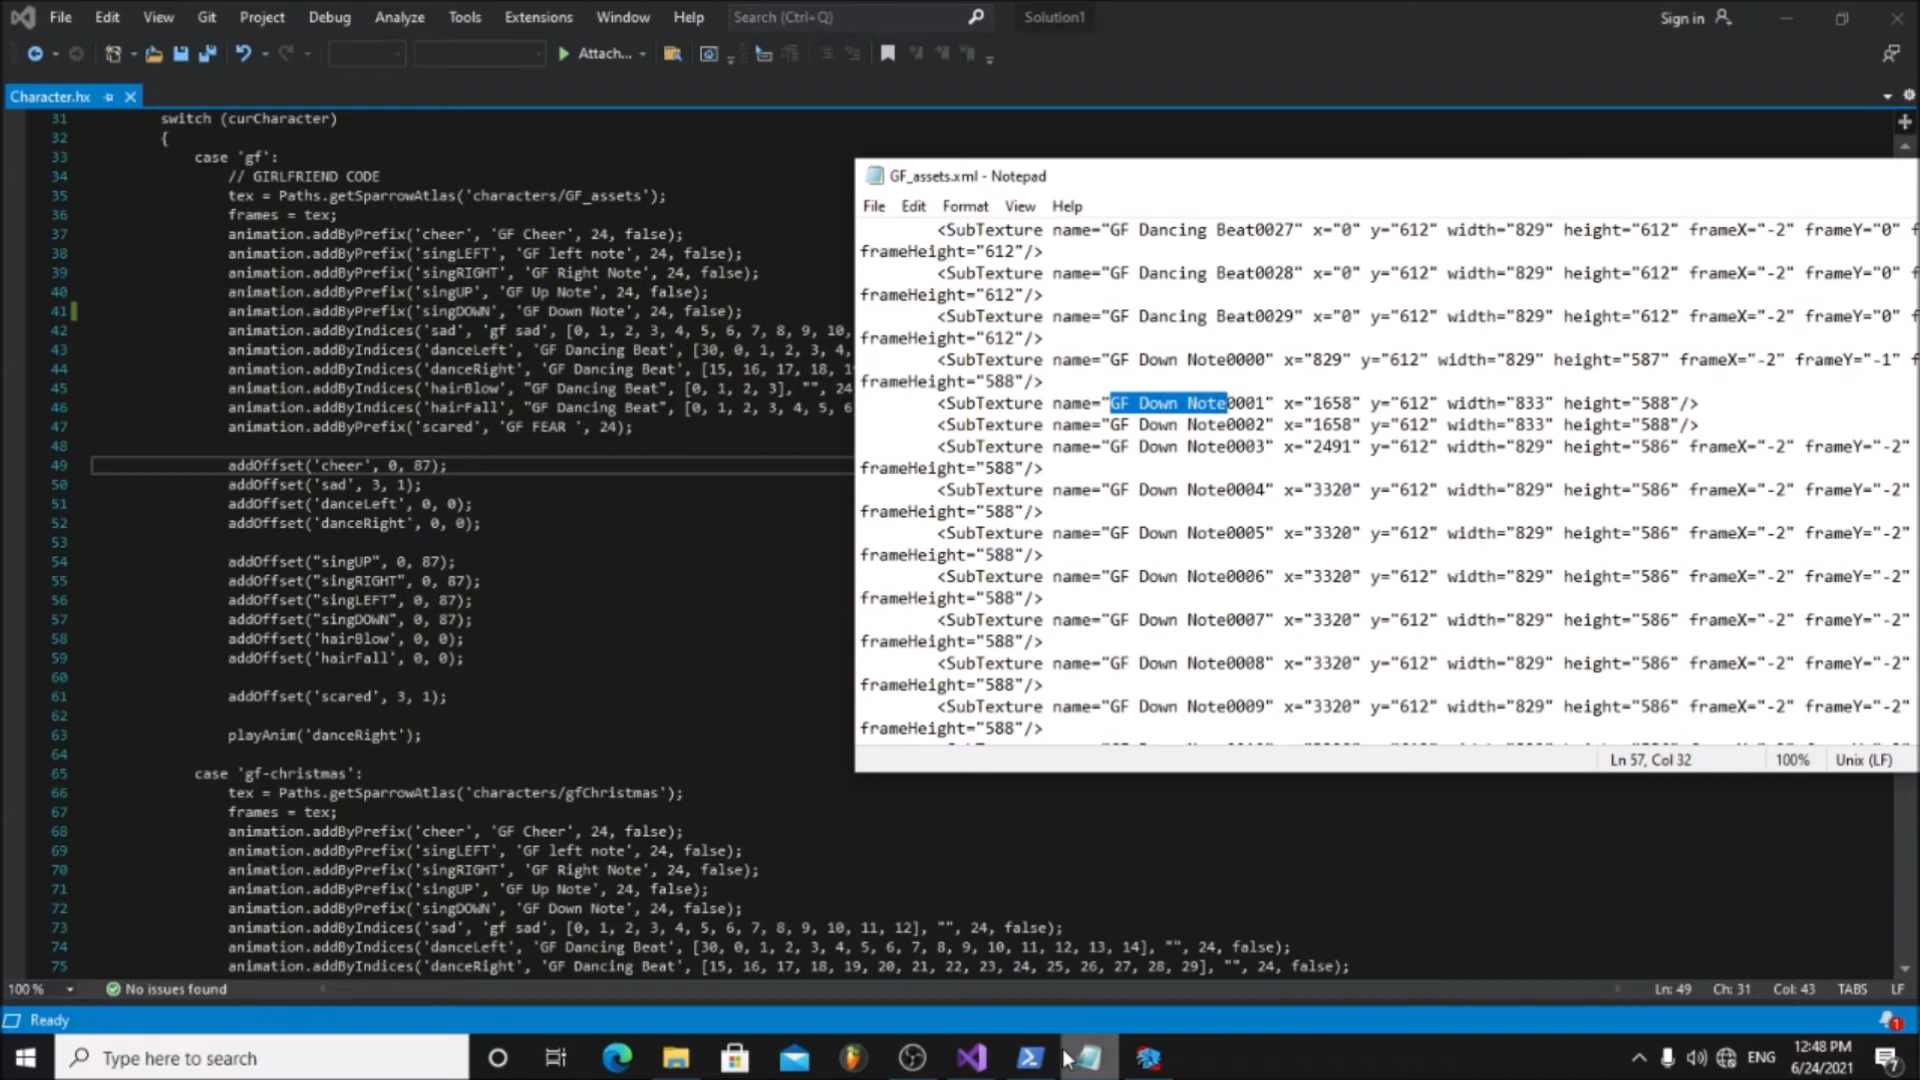 File Edit View Git Project Debug Analyze Tools Extensions Window Help Search (Ctrl+Q) Solution1 Sign in
Attach...
Character.hx
31 switch (curCharacter)
32 {
33 case 'gf':
34 // GIRLFRIEND CODE
35 tex = Paths.getSparrowAtlas('characters/GF_assets');
36 frames = tex;
37 animation.addByPrefix('cheer', 'GF Cheer', 24, false);
38 animation.addByPrefix('singLEFT', 'GF left note', 24, false);
39 animation.addByPrefix('singRIGHT', 'GF Right Note', 24, false);
40 animation.addByPrefix('singUP', 'GF Up Note', 24, false);
41 animation.addByPrefix('singDOWN', 'GF Down Note', 24, false);
42 animation.addByIndices('sad', 'gf sad', [0, 1, 2, 3, 4, 5, 6, 7, 8, 9, 10,
43 animation.addByIndices('danceLeft', 'GF Dancing Beat', [30, 0, 1, 2, 3, 4,
44 animation.addByIndices('danceRight', 'GF Dancing Beat', [15, 16, 17, 18,
45 animation.addByIndices('hairBlow', "GF Dancing Beat", [0, 1, 2, 3], "", 24
46 animation.addByIndices('hairFall', "GF Dancing Beat", [0, 1, 2, 3, 4, 5, 6
47 animation.addByPrefix('scared', 'GF FEAR ', 24);
48
49 addOffset('cheer', 0, 87);
50 addOffset('sad', 3, 1);
51 addOffset('danceLeft', 0, 0);
52 addOffset('danceRight', 0, 0);
53
54 addOffset("singUP", 0, 87);
55 addOffset("singRIGHT", 0, 87);
56 addOffset("singLEFT", 0, 87);
57 addOffset("singDOWN", 0, 87);
58 addOffset('hairBlow', 0, 0);
59 addOffset('hairFall', 0, 0);
60
61 addOffset('scared', 3, 1);
62
63 playAnim('danceRight');
64
65 case 'gf-christmas':
66 tex = Paths.getSparrowAtlas('characters/gfChristmas');
67 frames = tex;
68 animation.addByPrefix('cheer', 'GF Cheer', 24, false);
69 animation.addByPrefix('singLEFT', 'GF left note', 24, false);
70 animation.addByPrefix('singRIGHT', 'GF Right Note', 24, false);
71 animation.addByPrefix('singUP', 'GF Up Note', 24, false);
72 animation.addByPrefix('singDOWN', 'GF Down Note', 24, false);
73 animation.addByIndices('sad', 'gf sad', [0, 1, 2, 3, 4, 5, 6, 7, 8, 9, 10, 11, 12], "", 24, false);
74 animation.addByIndices('danceLeft', 'GF Dancing Beat', [30, 0, 1, 2, 3, 4, 5, 6, 7, 8, 9, 10, 11, 12, 13, 14], "", 24, false);
75 animation.addByIndices('danceRight', 'GF Dancing Beat', [15, 16, 17, 18, 19, 20, 21, 22, 23, 24, 25, 26, 27, 28, 29], "", 24, false);
GF_assets.xml - Notepad
File Edit Format View Help
<SubTexture name="GF Dancing Beat0027" x="0" y="612" width="829" height="612" frameX="-2" frameY="0" f
frameHeight="612"/>
<SubTexture name="GF Dancing Beat0028" x="0" y="612" width="829" height="612" frameX="-2" frameY="0" f
frameHeight="612"/>
<SubTexture name="GF Dancing Beat0029" x="0" y="612" width="829" height="612" frameX="-2" frameY="0" f
frameHeight="612"/>
<SubTexture name="GF Down Note0000" x="829" y="612" width="829" height="587" frameX="-2" frameY="-1" f
frameHeight="588"/>
<SubTexture name="GF Down Note0001" x="1658" y="612" width="833" height="588"/>
<SubTexture name="GF Down Note0002" x="1658" y="612" width="833" height="588"/>
<SubTexture name="GF Down Note0003" x="2491" y="612" width="829" height="586" frameX="-2" frameY="-2"
frameHeight="588"/>
<SubTexture name="GF Down Note0004" x="3320" y="612" width="829" height="586" frameX="-2" frameY="-2"
frameHeight="588"/>
<SubTexture name="GF Down Note0005" x="3320" y="612" width="829" height="586" frameX="-2" frameY="-2"
frameHeight="588"/>
<SubTexture name="GF Down Note0006" x="3320" y="612" width="829" height="586" frameX="-2" frameY="-2"
frameHeight="588"/>
<SubTexture name="GF Down Note0007" x="3320" y="612" width="829" height="586" frameX="-2" frameY="-2"
frameHeight="588"/>
<SubTexture name="GF Down Note0008" x="3320" y="612" width="829" height="586" frameX="-2" frameY="-2"
frameHeight="588"/>
<SubTexture name="GF Down Note0009" x="3320" y="612" width="829" height="586" frameX="-2" frameY="-2"
frameHeight="588"/>
Ln 57, Col 32 100% Unix (LF)
100 % No issues found Ln: 49 Ch: 31 Col: 43 TABS LF
Ready 1
Type here to search ENG 12:48 PM
6/24/2021 7